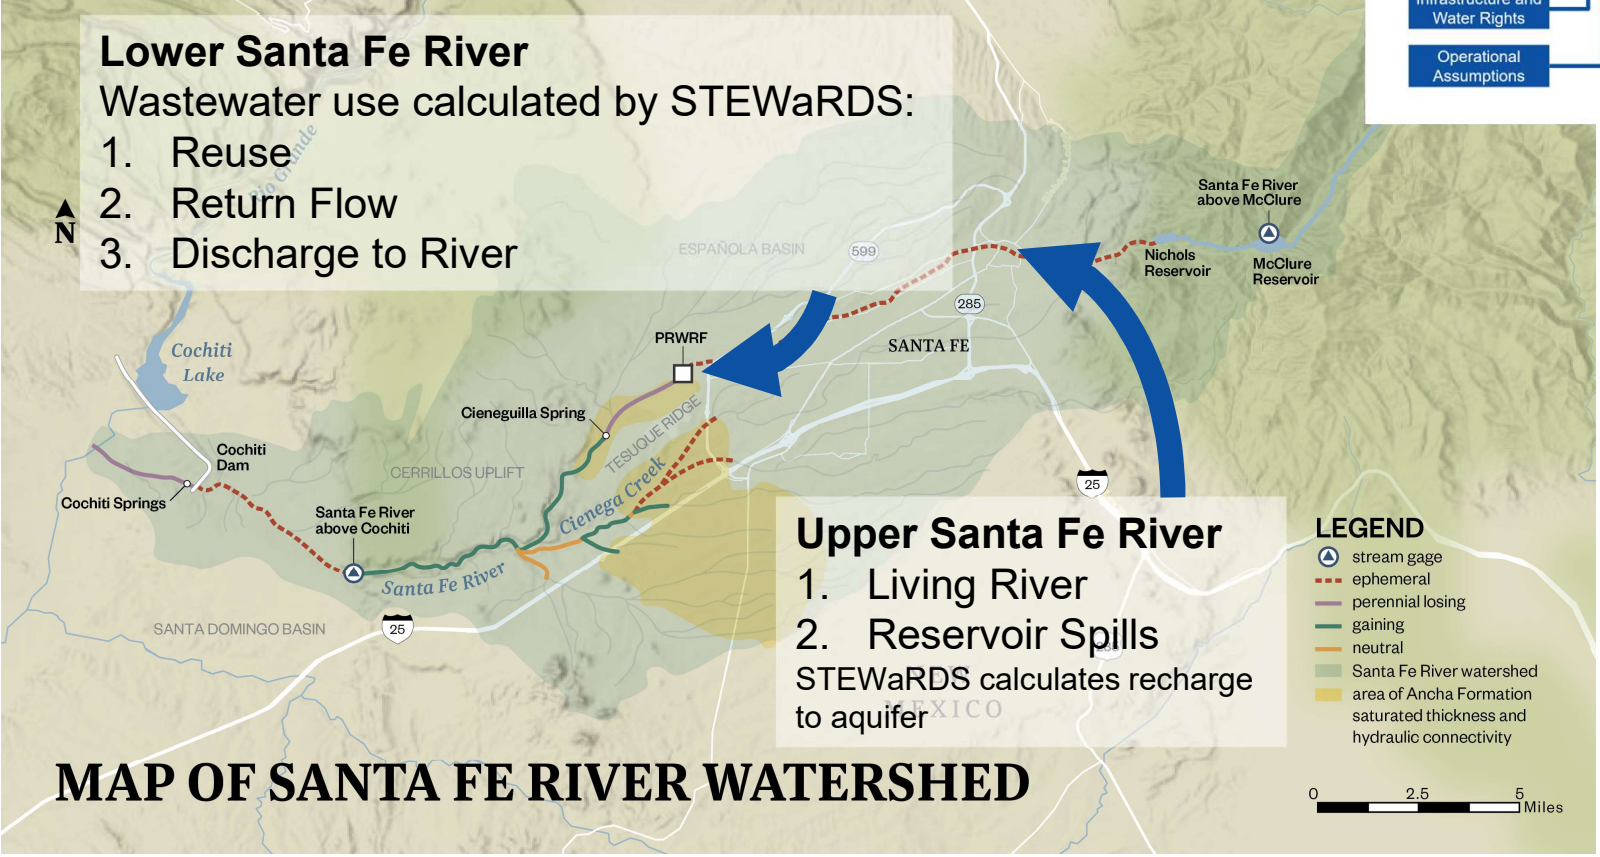 Infrastructure and
Water Rights
Operational
Assumptions
Lower Santa Fe River
Wastewater use calculated by STEWaRDS:
1. Reuse
2. Return Flow
3. Discharge to River
Rio Grande
N
ESPAÑOLA BASIN
599
Santa Fe River
above McClure
Nichols
Reservoir
McClure
Reservoir
285
SANTA FE
PRWRF
Cochiti
Lake
Cieneguilla Spring
TESUQUE RIDGE
CERRILLOS UPLIFT
Cienega Creek
Cochiti
Dam
Cochiti Springs
Santa Fe River
above Cochiti
Santa Fe River
25
SANTA DOMINGO BASIN
25
Upper Santa Fe River
1. Living River
2. Reservoir Spills
STEWaRDS calculates recharge
to aquifer
285
NEW
MEXICO
LEGEND
stream gage
ephemeral
perennial losing
gaining
neutral
Santa Fe River watershed
area of Ancha Formation
saturated thickness and
hydraulic connectivity
0 2.5 5
Miles
MAP OF SANTA FE RIVER WATERSHED